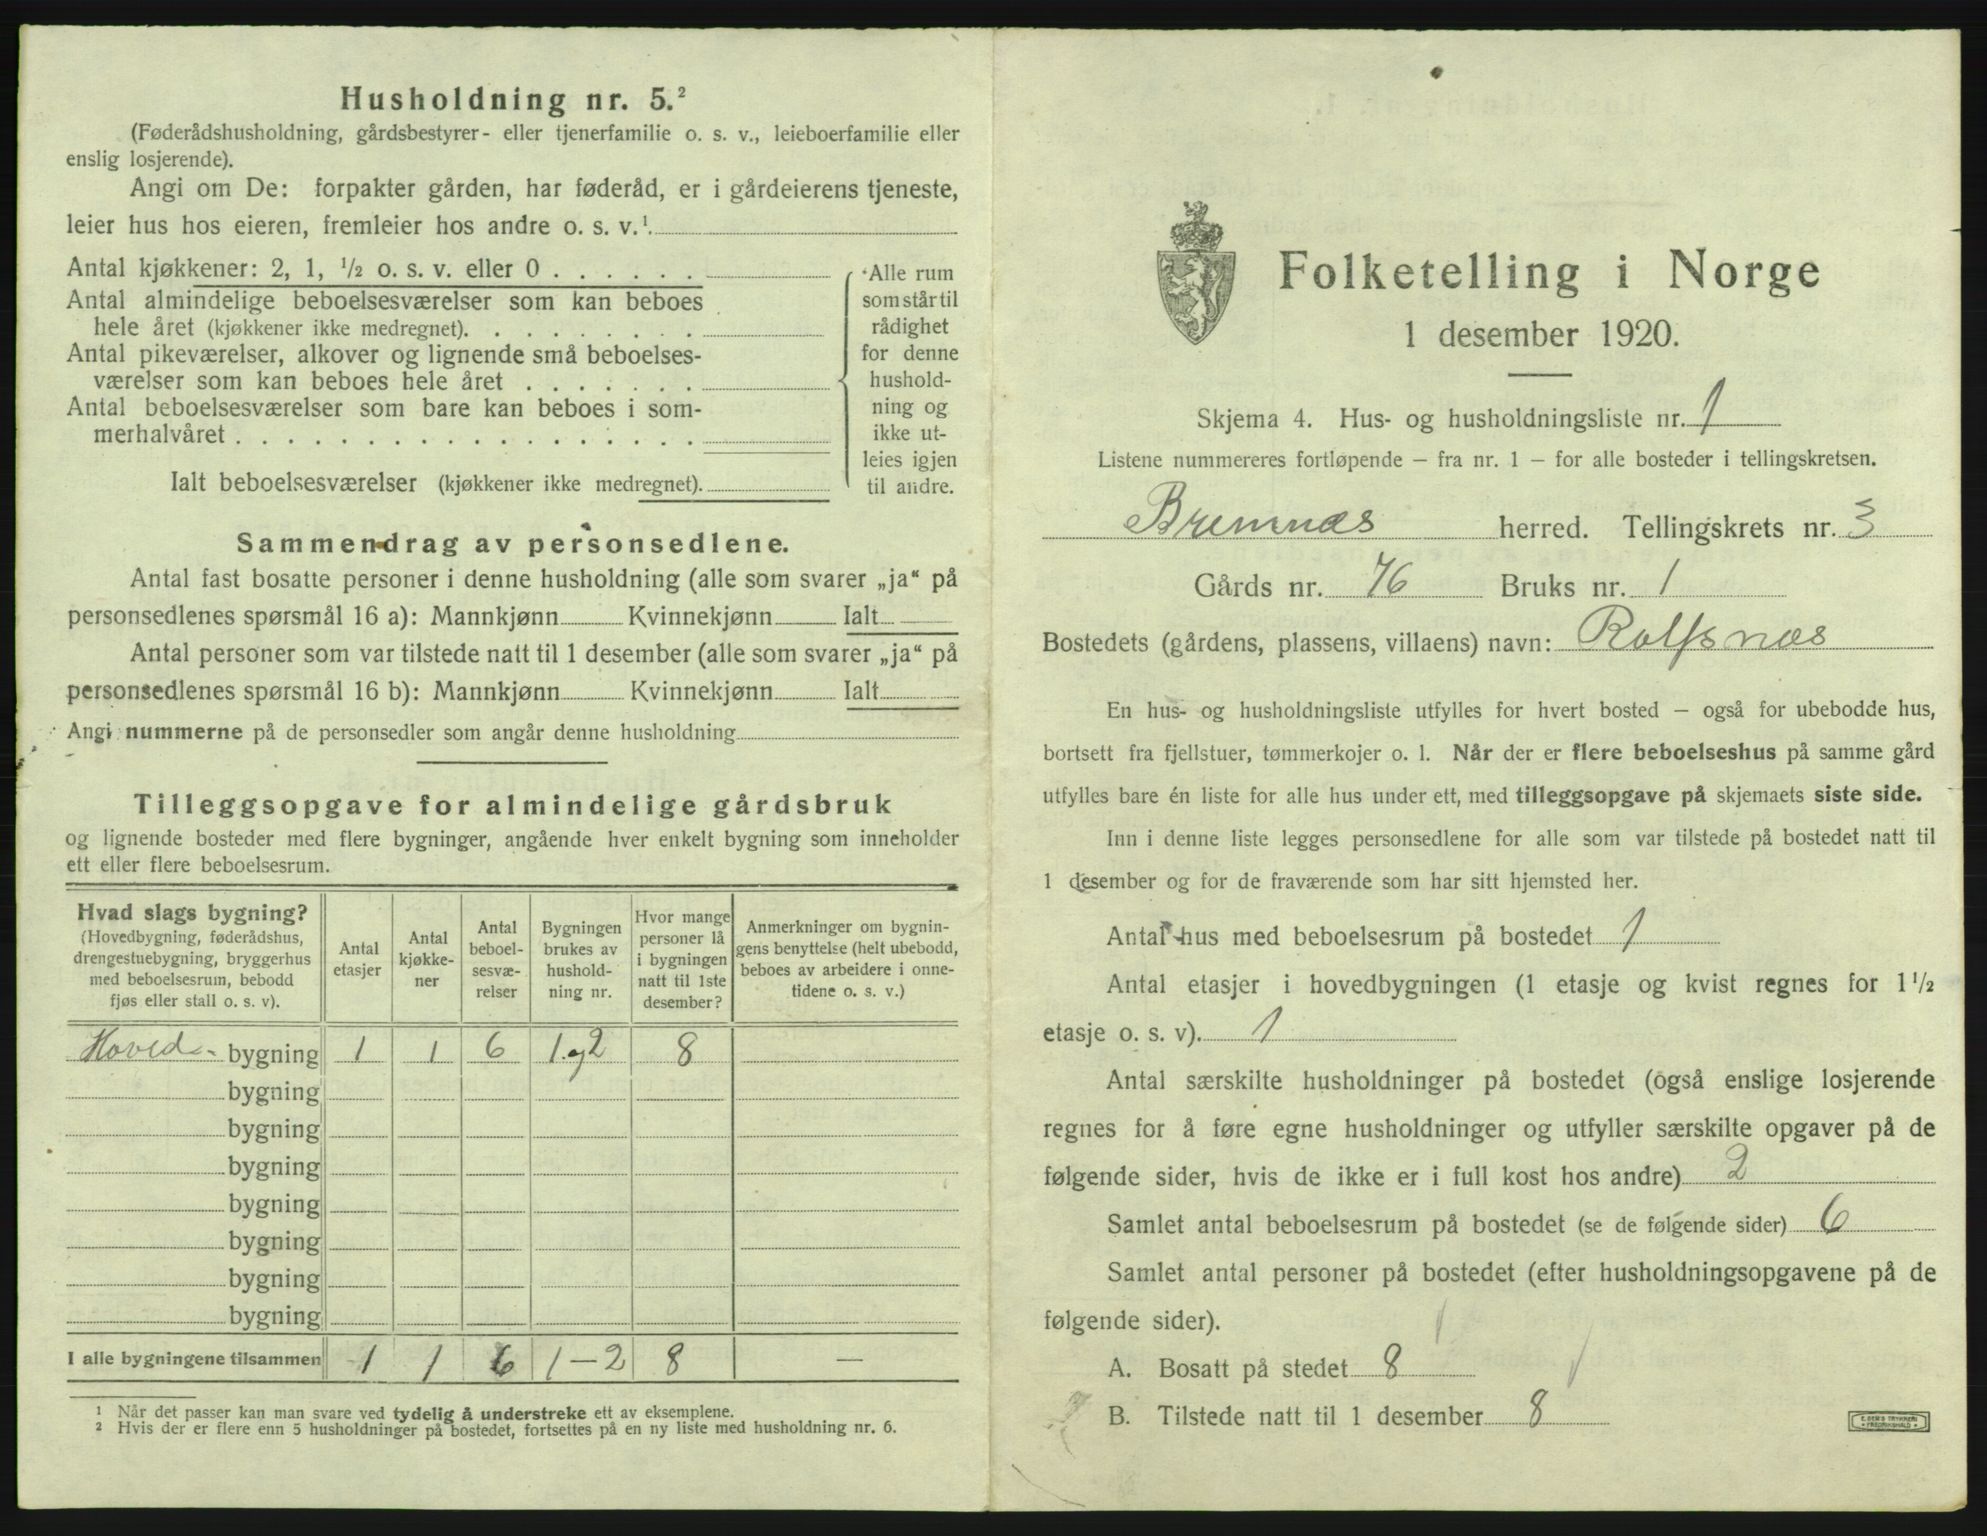 Husholdning nr. 5.²
(Føderådshusholdning, gårdsbestyrer- eller tjenerfamilie o. s. v., leieboerfamilie eller
enslig losjerende).
Angi om De: forpakter gården, har føderåd, er i gårdeierens tjeneste,
leier hus hos eieren, fremleier hos andre o. s. v.¹.
Antal kjøkkener: 2, 1, ½ o. s. v. eller 0 . . . . . .
Antal almindelige beboelsesværelser som kan beboes
hele året (kjøkkener ikke medregnet). . . . . . . . .
Antal pikeværelser, alkover og lignende små beboelses-
værelser som kan beboes hele året . . . . . . .
Antal beboelsesværelser som bare kan beboes i som-
merhalvåret . . . . . . . . . . . . . . . . . .
Ialt beboelsesværelser (kjøkkener ikke medregnet).
Alle rum
som står til
rådighet
for denne
hushold-
ning og
ikke ut-
leies igjen
til andre.
Sammendrag av personsedlene.
Antal fast bosatte personer i denne husholdning (alle som svarer „ja“ på
personsedlenes spørsmål 16 a): Mannkjønn Kvinnekjønn Ialt
Antal personer som var tilstede natt til 1 desember (alle som svarer „ja“ på
personsedlenes spørsmål 16 b): Mannkjønn Kvinnekjønn Ialt
Angi nummerne på de personsedler som angår denne husholdning
Tilleggsopgave for almindelige gårdsbruk
og lignende bosteder med flere bygninger, angående hver enkelt bygning som inneholder
ett eller flere beboelsesrum.
Hvad slags bygning?
(Hovedbygning, føderådshus,
drengestuebygning, bryggerhus
med beboelsesrum, bebodd
fjøs eller stall o. s. v).
Antal
etasjer
Antal
kjøkke-
ner
Antal
beboel-
sesvæ-
relser
Bygningen
brukes av
hushold-
ning nr.
Hvor mange
personer lå
i bygningen
natt til 1ste
desember?
Anmerkninger om bygnin-
gens benyttelse (helt ubebodd,
beboes av arbeidere i onne-
tidene o. s. v.)
Hoved- bygning 1 1 6 1 og 2 8
bygning
bygning
bygning
bygning
bygning
bygning
bygning
I alle bygningene tilsammen 1 1 6 1-2 8 —
¹ Når det passer kan man svare ved tydelig å understreke ett av eksemplene.
² Hvis der er flere enn 5 husholdninger på bostedet, fortsettes på en ny liste med husholdning nr. 6.
Folketelling i Norge
1 desember 1920.
Skjema 4. Hus- og husholdningsliste nr. 1
Listene nummereres fortløpende – fra nr. 1 – for alle bosteder i tellingskretsen.
Bremnæs herred. Tellingskrets nr. 3
Gårds nr. 76 Bruks nr. 1
Bostedets (gårdens, plassens, villaens) navn: Rolfsnæs
En hus- og husholdningsliste utfylles for hvert bosted – også for ubebodde hus,
bortsett fra fjellstuer, tømmerkojer o. l. Når der er flere beboelseshus på samme gård
utfylles bare én liste for alle hus under ett, med tilleggsopgave på skjemaets siste side.
Inn i denne liste legges personsedlene for alle som var tilstede på bostedet natt til
1 desember og for de fraværende som har sitt hjemsted her.
Antal hus med beboelsesrum på bostedet 1
Antal etasjer i hovedbygningen (1 etasje og kvist regnes for 1½
etasje o. s. v). 1
Antal særskilte husholdninger på bostedet (også enslige losjerende
regnes for å føre egne husholdninger og utfyller særskilte opgaver på de
følgende sider, hvis de ikke er i full kost hos andre) 2
Samlet antal beboelsesrum på bostedet (se de følgende sider) 6
Samlet antal personer på bostedet (efter husholdningsopgavene på de
følgende sider).
A. Bosatt på stedet 8
B. Tilstede natt til 1 desember 8